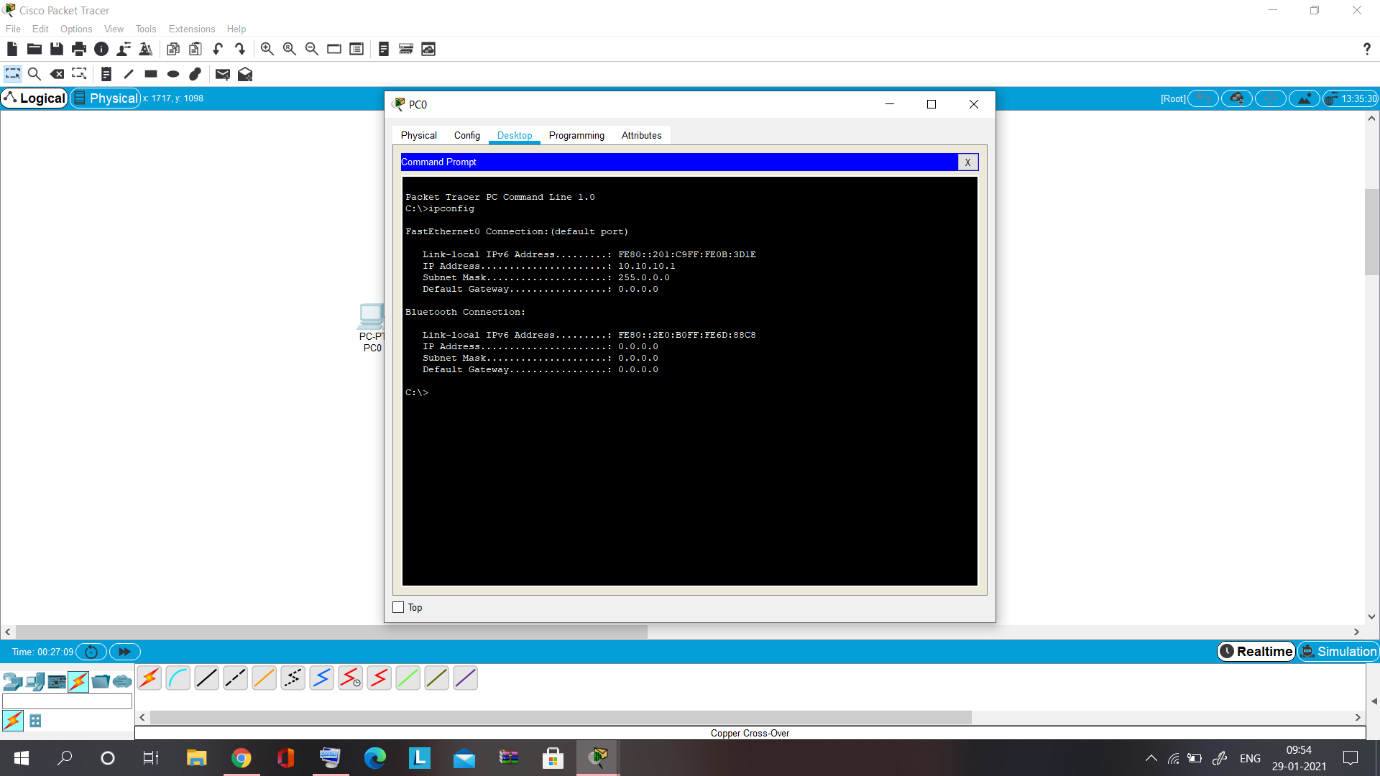 Cisco Packet Tracer
File Edit Options View Tools Extensions Help
?
Logical Physical x: 1717, y: 1098
[Root] 13:35:30
PC0
Physical Config Desktop Programming Attributes
Command Prompt X
Packet Tracer PC Command Line 1.0
C:\>ipconfig
FastEthernet0 Connection:(default port)
Link-local IPv6 Address.........: FE80::201:C9FF:FE0B:3D1E
IP Address......................: 10.10.10.1
Subnet Mask.....................: 255.0.0.0
Default Gateway.................: 0.0.0.0
Bluetooth Connection:
Link-local IPv6 Address.........: FE80::2E0:B0FF:FE6D:88C8
IP Address......................: 0.0.0.0
Subnet Mask.....................: 0.0.0.0
Default Gateway.................: 0.0.0.0
C:\>
PC-PT
PC0
Top
Time: 00:27:09
Realtime Simulation
Copper Cross-Over
L
ENG
09:54
29-01-2021